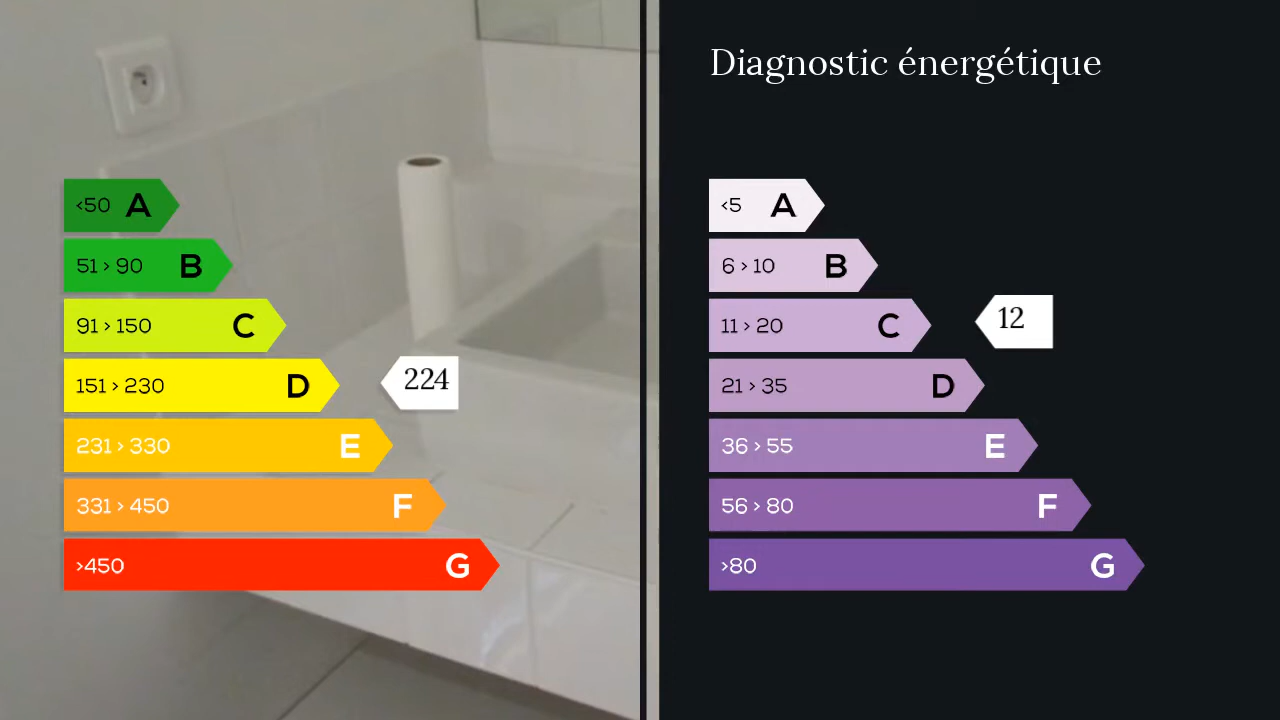 Diagnostic énergétique
<50 A
51 > 90 B
91 > 150 C
151 > 230 D
224
231 > 330 E
331 > 450 F
>450 G
<5 A
6 > 10 B
11 > 20 C
12
21 > 35 D
36 > 55 E
56 > 80 F
>80 G